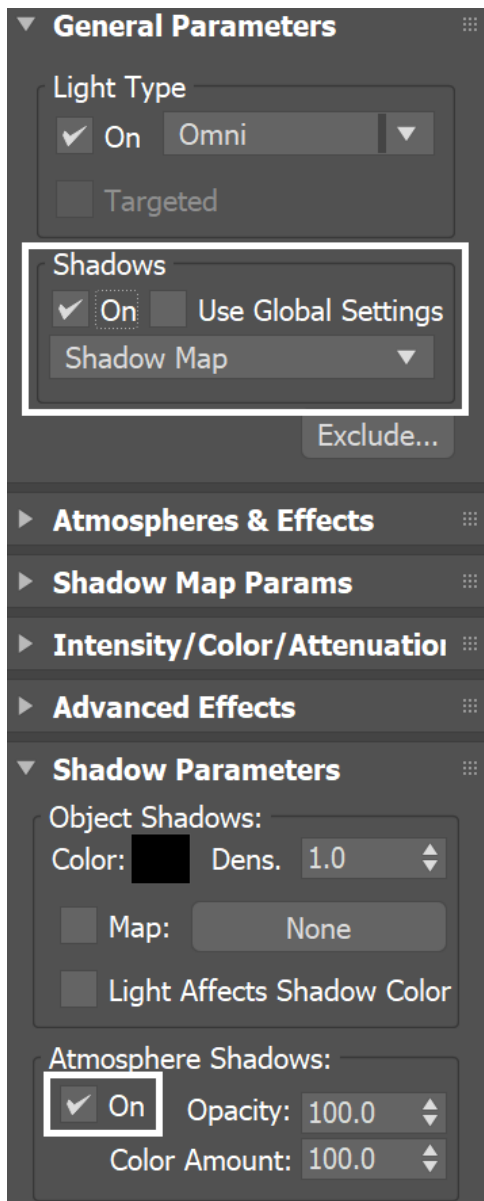 General Parameters
Light Type
On Omni
Targeted
Shadows
On Use Global Settings
Shadow Map
Exclude...
Atmospheres & Effects
Shadow Map Params
Intensity/Color/Attenuation
Advanced Effects
Shadow Parameters
Object Shadows:
Color: Dens. 1.0
Map: None
Light Affects Shadow Color
Atmosphere Shadows:
On Opacity: 100.0
Color Amount: 100.0